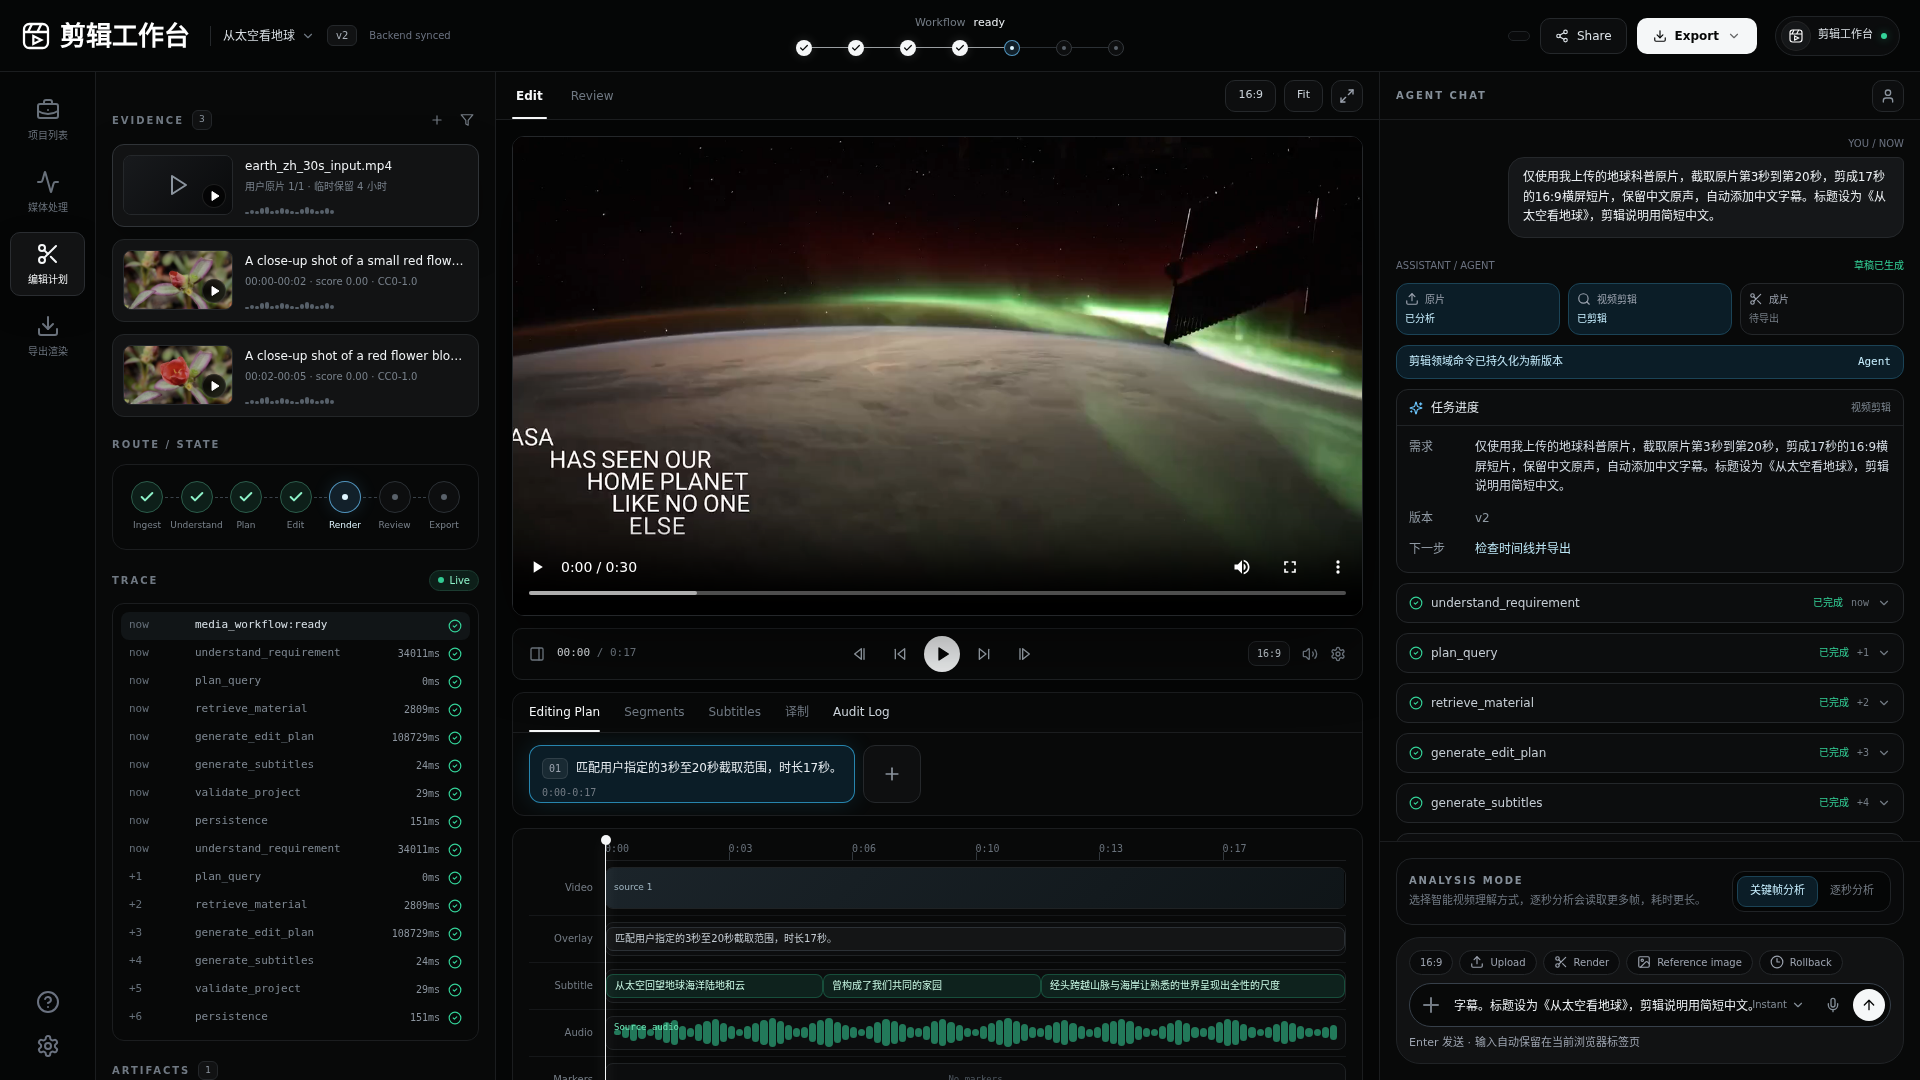 剪辑工作台
从太空看地球
v2
Backend synced
Workflow ready
Share
Export
剪辑工作台
项目列表
媒体处理
编辑计划
导出渲染
EVIDENCE 3
earth_zh_30s_input.mp4
用户原片 1/1 · 临时保留 4 小时
A close-up shot of a small red flow...
00:00-00:02 · score 0.00 · CC0-1.0
A close-up shot of a red flower blo...
00:02-00:05 · score 0.00 · CC0-1.0
ROUTE / STATE
Ingest Understand Plan Edit Render Review Export
TRACE
Live
now media_workflow:ready
now understand_requirement 34011ms
now plan_query 0ms
now retrieve_material 2809ms
now generate_edit_plan 108729ms
now generate_subtitles 24ms
now validate_project 29ms
now persistence 151ms
now understand_requirement 34011ms
+1 plan_query 0ms
+2 retrieve_material 2809ms
+3 generate_edit_plan 108729ms
+4 generate_subtitles 24ms
+5 validate_project 29ms
+6 persistence 151ms
ARTIFACTS 1
Edit Review
16:9 Fit
ASA
HAS SEEN OUR
HOME PLANET
LIKE NO ONE
ELSE
0:00 / 0:30
00:00 / 0:17
16:9
Editing Plan Segments Subtitles 译制 Audit Log
01 匹配用户指定的3秒至20秒截取范围，时长17秒。
0:00-0:17
0:00 0:03 0:06 0:10 0:13 0:17
Video source 1
Overlay 匹配用户指定的3秒至20秒截取范围，时长17秒。
Subtitle 从太空回望地球海洋陆地和云 曾构成了我们共同的家园 经头跨越山脉与海岸让熟悉的世界呈现出全性的尺度
Audio Source audio
Markers No markers
AGENT CHAT
YOU / NOW
仅使用我上传的地球科普原片，截取原片第3秒到第20秒，剪成17秒
的16:9横屏短片，保留中文原声，自动添加中文字幕。标题设为《从
太空看地球》，剪辑说明用简短中文。
ASSISTANT / AGENT
草稿已生成
原片
已分析
视频剪辑
已剪辑
成片
待导出
剪辑领域命令已持久化为新版本 Agent
任务进度 视频剪辑
需求 仅使用我上传的地球科普原片，截取原片第3秒到第20秒，剪成17秒的16:9横
屏短片，保留中文原声，自动添加中文字幕。标题设为《从太空看地球》，剪辑
说明用简短中文。
版本 v2
下一步 检查时间线并导出
understand_requirement 已完成 now
plan_query 已完成 +1
retrieve_material 已完成 +2
generate_edit_plan 已完成 +3
generate_subtitles 已完成 +4
ANALYSIS MODE
选择智能视频理解方式，逐秒分析会读取更多帧，耗时更长。
关键帧分析 逐秒分析
16:9 Upload Render Reference image Rollback
字幕。标题设为《从太空看地球》，剪辑说明用简短中文。 Instant
Enter 发送 · 输入自动保留在当前浏览器标签页